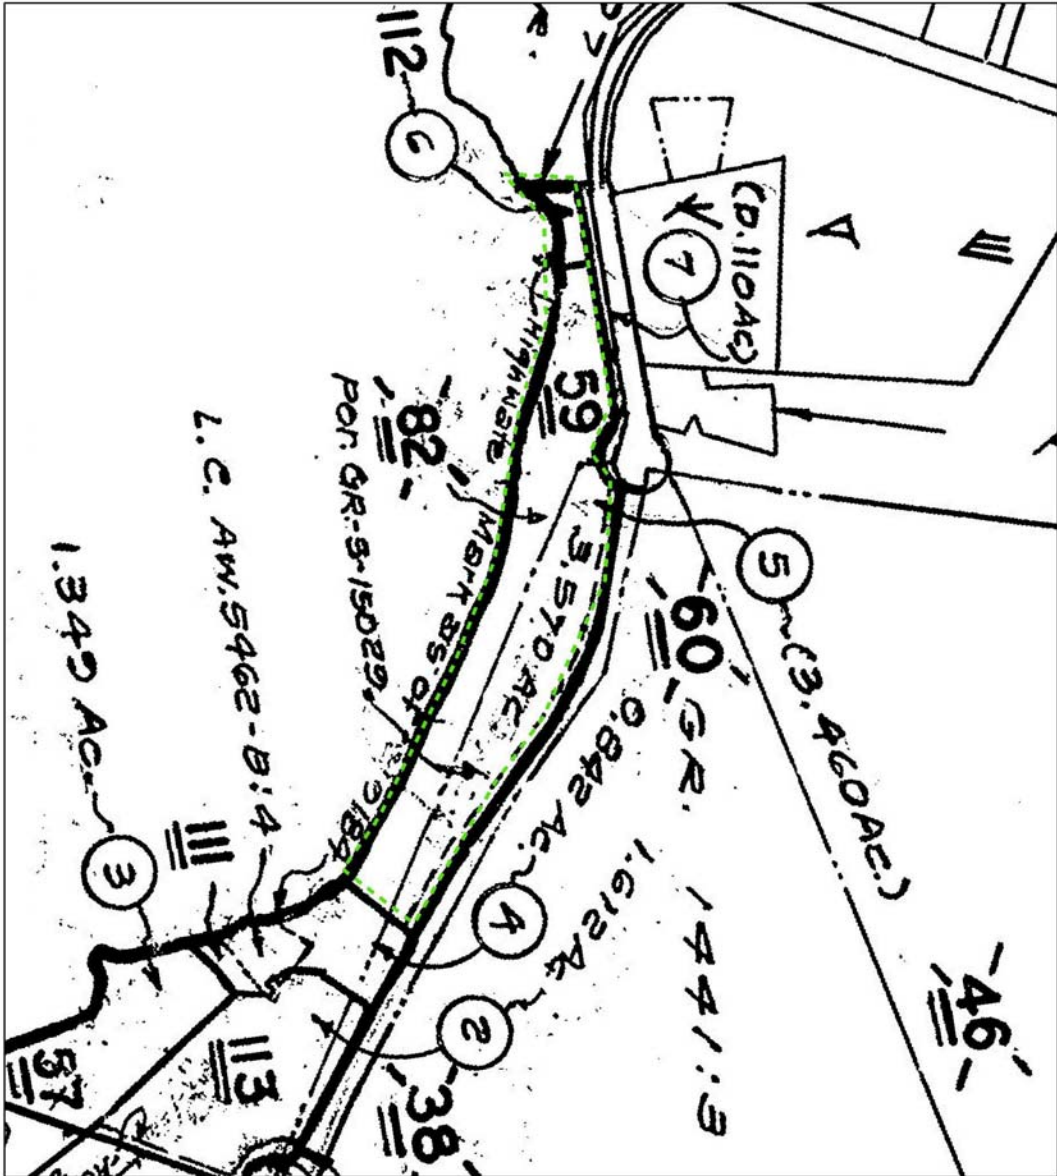 112
6
(0.110 AC)
7
59
Highwater Mark as of
82
Por. GR-S-15029
3.570 AC.
5 (3.460 AC.)
60
GR. 1441:3
0.842 AC.
4
1.612 AC.
2
46
L.C. AW. 5462-B:4
1.349 AC.
3
111
113
38
57